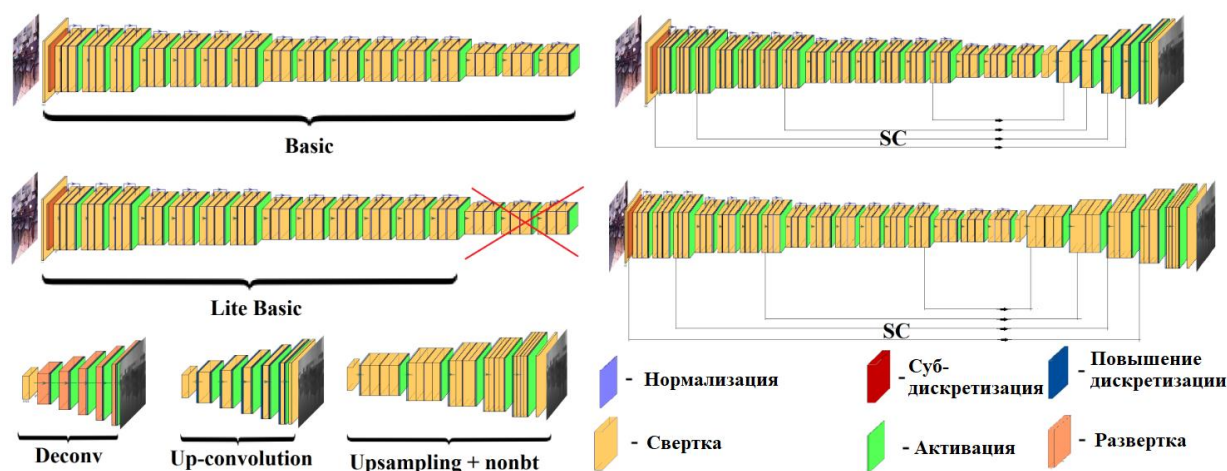 Basic
SC
Lite Basic
SC
Deconv
Up-convolution
Upsampling + nonbt
- Нормализация
- Суб-
дискретизация
- Повышение
дискретизации
- Свертка
- Активация
- Развертка